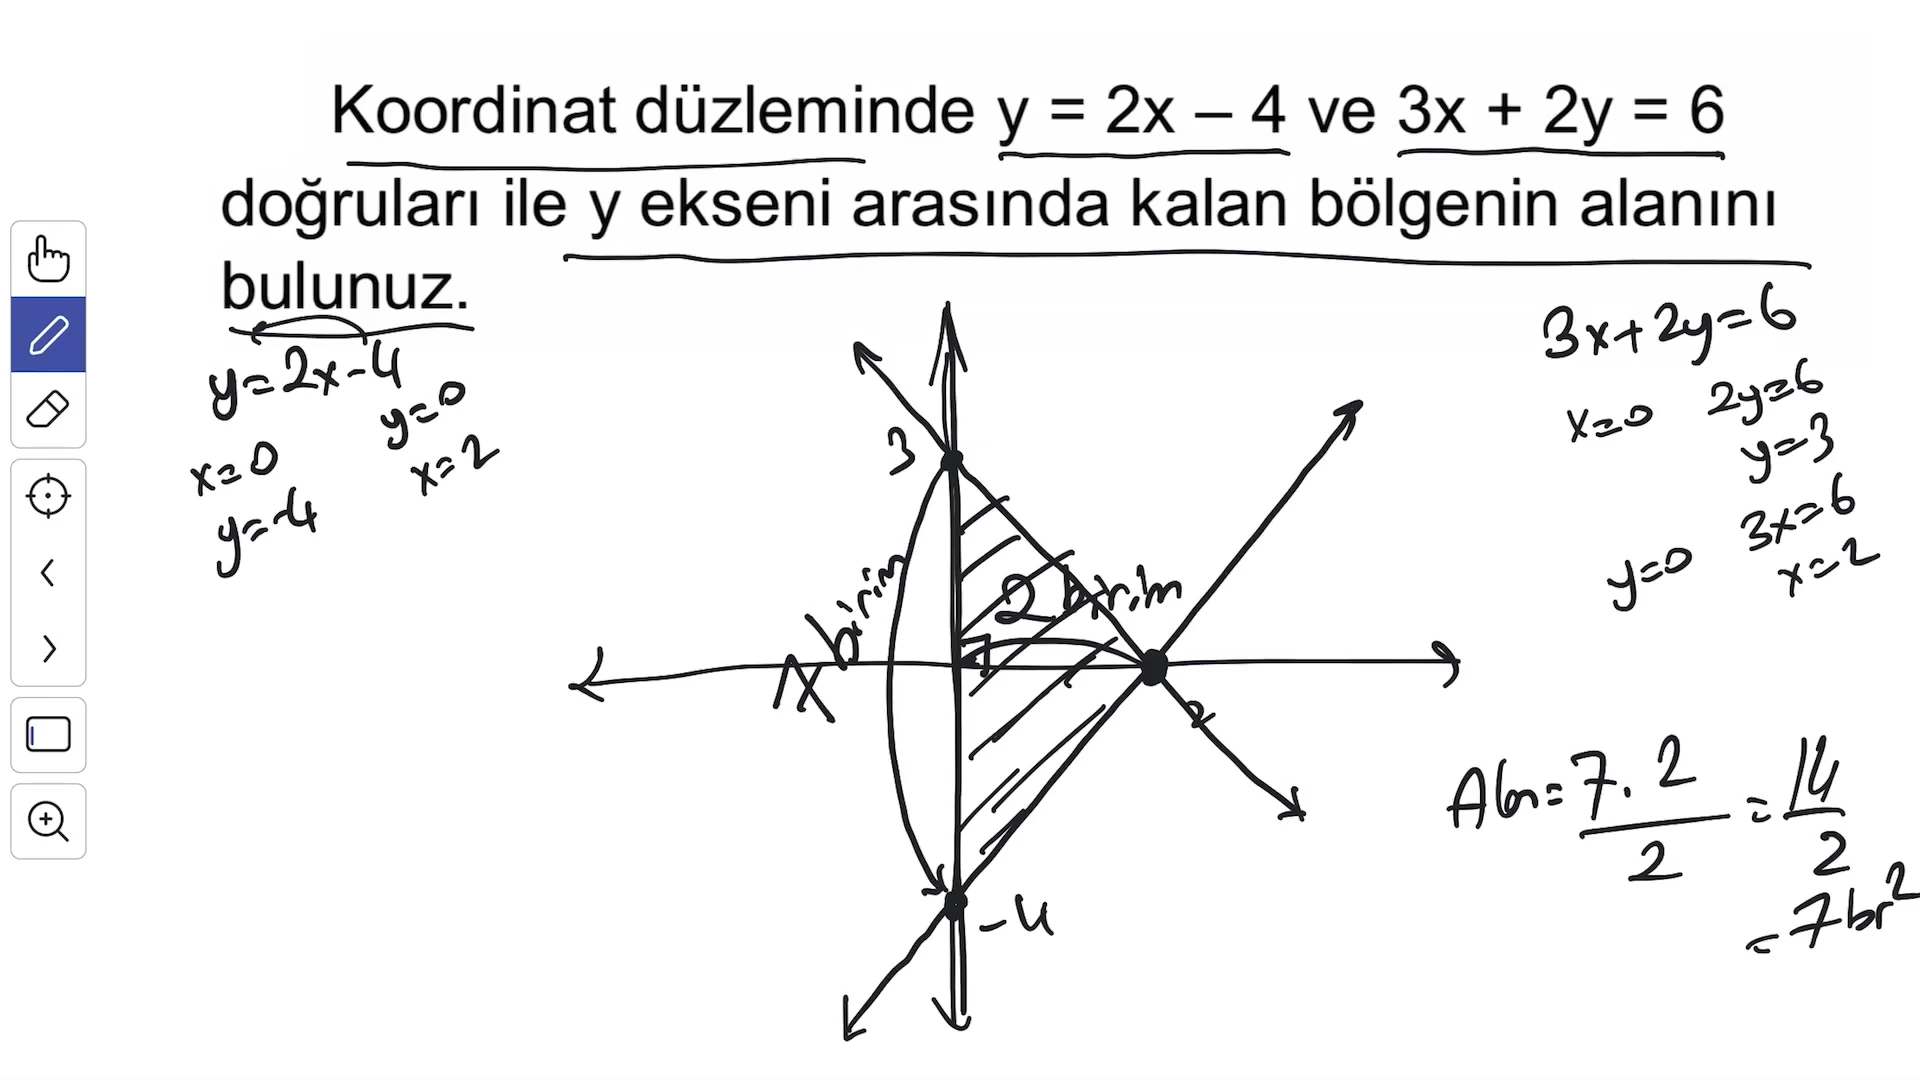 Koordinat düzleminde y = 2x – 4 ve 3x + 2y = 6
doğruları ile y ekseni arasında kalan bölgenin alanını
bulunuz.
y=2x-4
y=0
x=2
x=0
y=-4
3x+2y=6
x=0 2y=6
y=3
3x=6
y=0 x=2
3
2 birim
7 birim
2
-4
Alan=7.2/2=14/2
=7br²